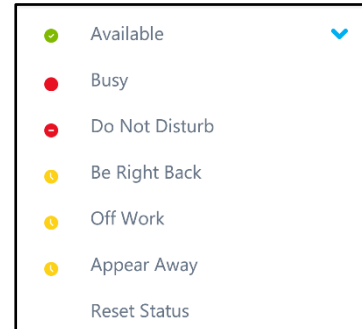 Available
Busy
Do Not Disturb
Be Right Back
Off Work
Appear Away
Reset Status